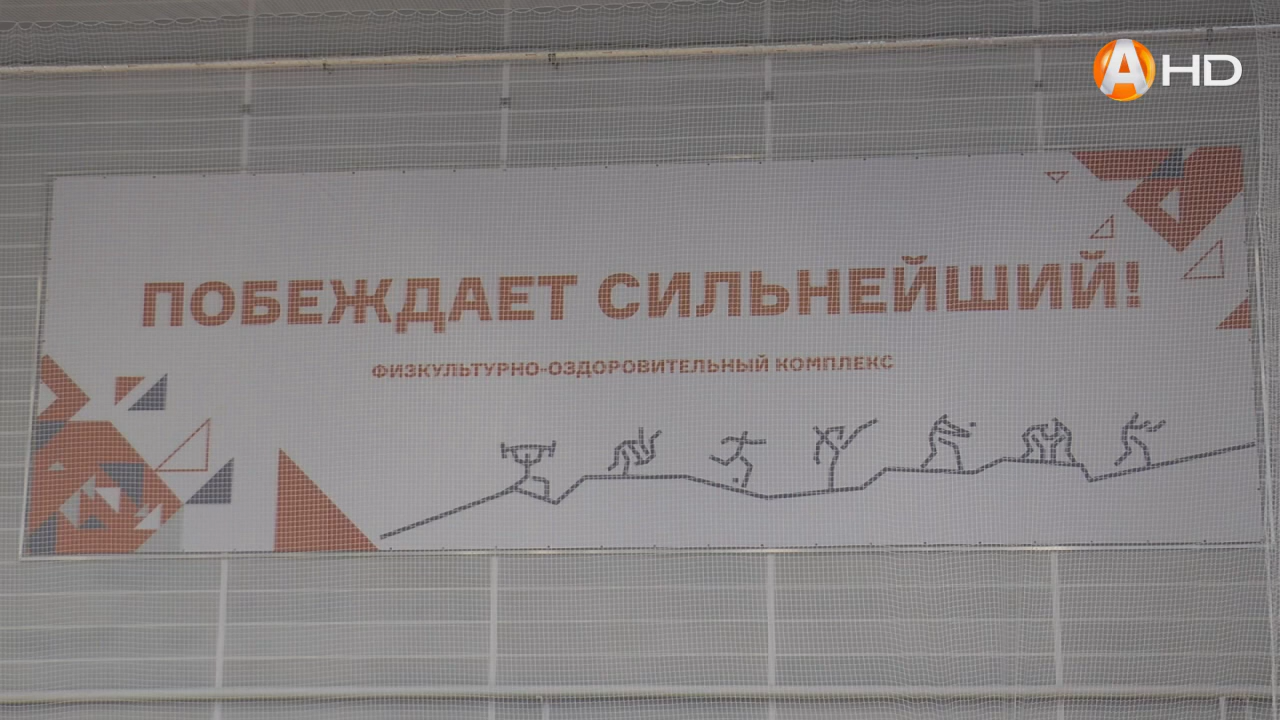 A HD
ПОБЕЖДАЕТ СИЛЬНЕЙШИЙ!
ФИЗКУЛЬТУРНО-ОЗДОРОВИТЕЛЬНЫЙ КОМПЛЕКС